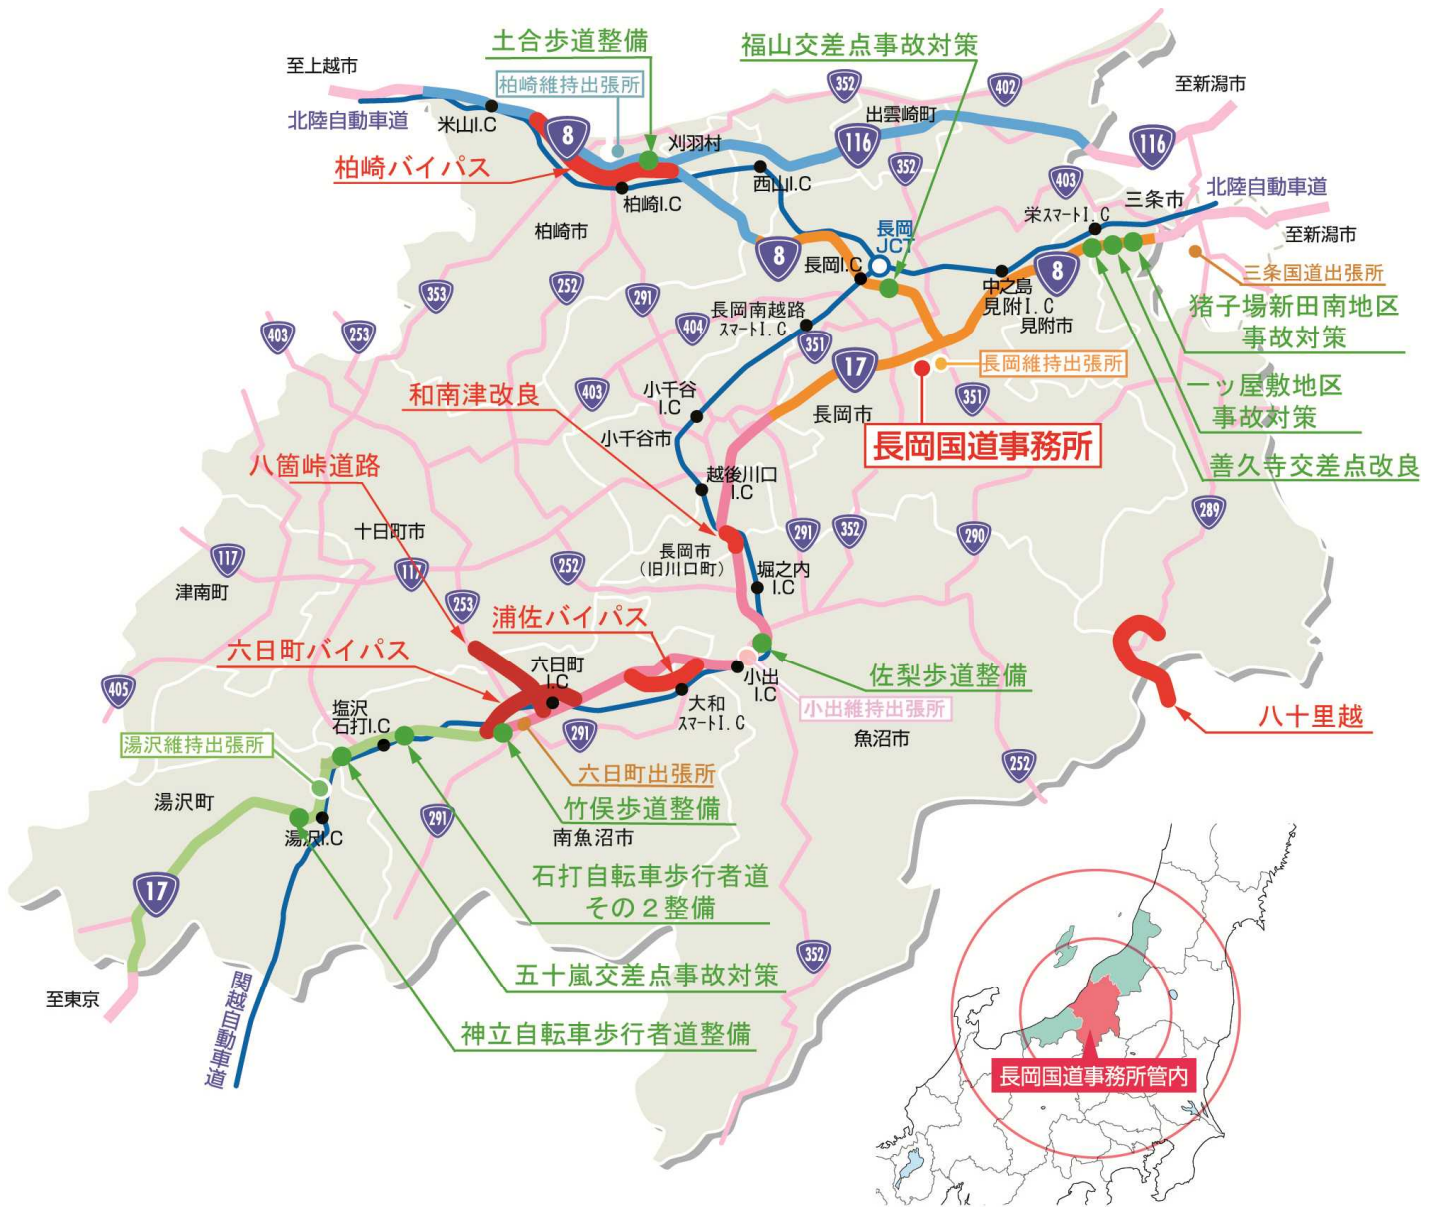 土合歩道整備
福山交差点事故対策
至上越市
柏崎維持出張所
352
402
至新潟市
北陸自動車道
米山I.C
8
出雲崎町
116
116
刈羽村
352
柏崎バイパス
西山I.C
403
三条市
北陸自動車道
柏崎I.C
栄スマートI.C
柏崎市
長岡
JCT
至新潟市
8
長岡I.C
8
三条国道出張所
353
252
291
中之島
見附I.C
見附市
猪子場新田南地区
事故対策
長岡南越路
スマートI.C
403
253
404
351
17
長岡維持出張所
和南津改良
403
小千谷
I.C
351
一ッ屋敷地区
事故対策
長岡市
小千谷市
長岡国道事務所
善久寺交差点改良
八箇峠道路
越後川口
I.C
289
十日町市
291
352
290
117
117
252
長岡市
(旧川口町)
堀之内
I.C
津南町
253
浦佐バイパス
六日町バイパス
六日町
I.C
佐梨歩道整備
405
小出
I.C
塩沢
石打I.C
大和
スマートI.C
小出維持出張所
八十里越
湯沢維持出張所
291
魚沼市
252
六日町出張所
湯沢町
竹俣歩道整備
291
湯沢I.C
南魚沼市
17
石打自転車歩行者道
その2整備
352
五十嵐交差点事故対策
至東京
関越自動車道
神立自転車歩行者道整備
長岡国道事務所管内